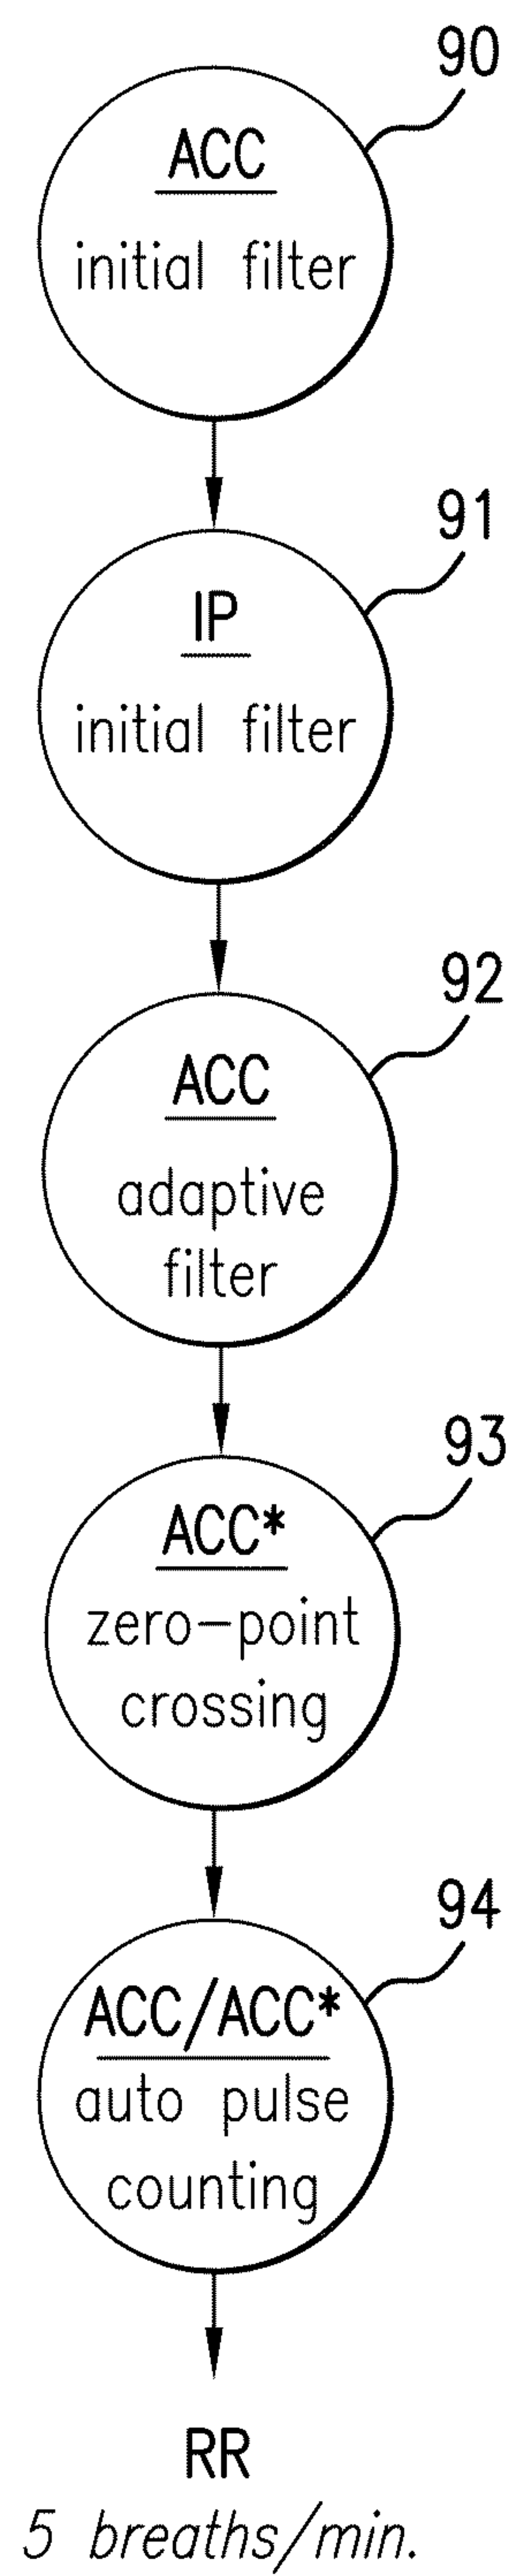 90
ACC
initial filter
91
IP
initial filter
92
ACC
adaptive
filter
93
ACC*
zero-point
crossing
94
ACC/ACC*
auto pulse
counting
RR
5 breaths/min.